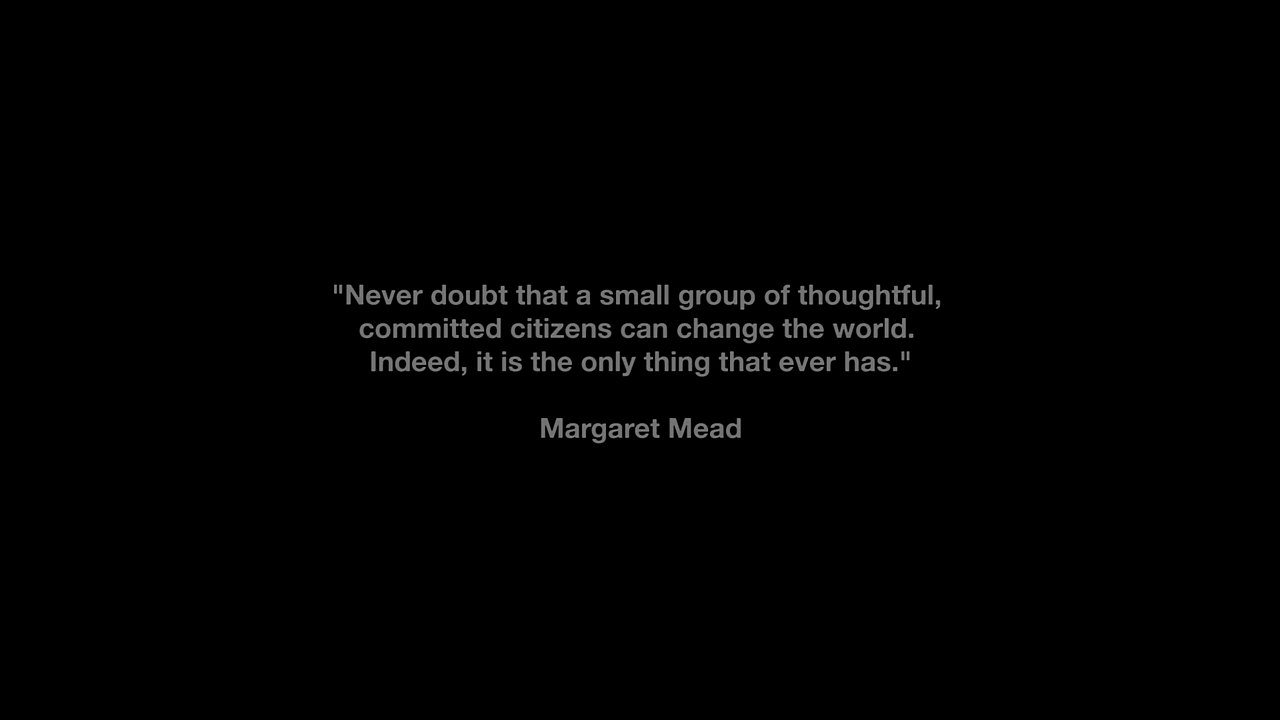 "Never doubt that a small group of thoughtful,
committed citizens can change the world.
Indeed, it is the only thing that ever has."
Margaret Mead